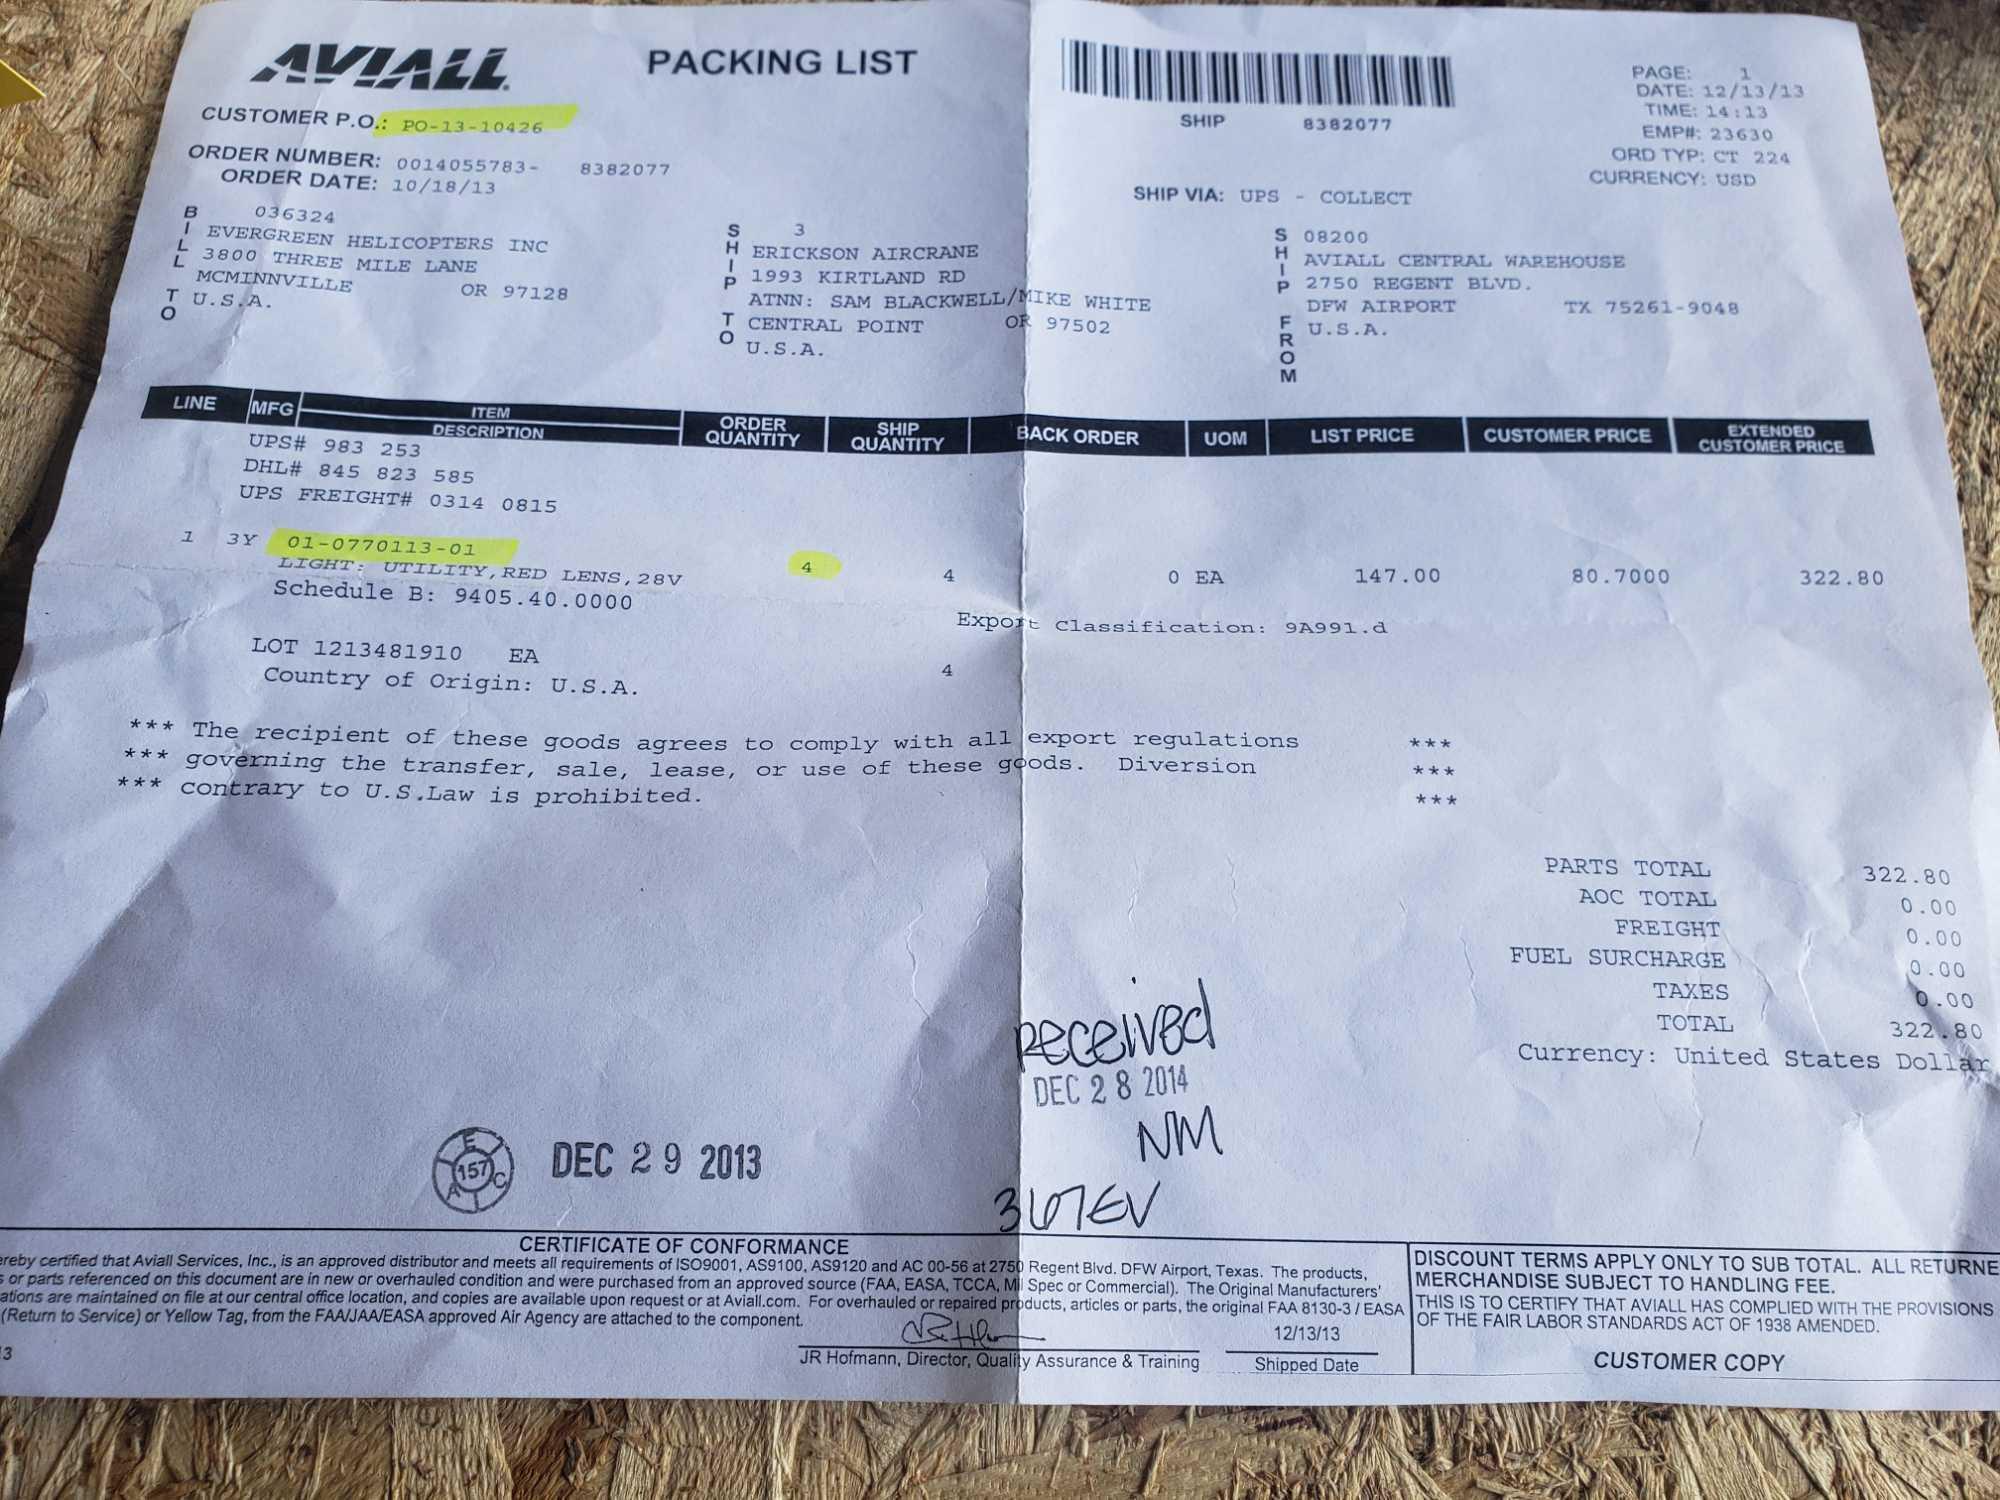 AVIALL
PACKING LIST
CUSTOMER P.O.: PO-13-10426
ORDER NUMBER: 0014055783- 8382077
ORDER DATE: 10/18/13
SHIP 8382077
PAGE: 1
DATE: 12/13/13
TIME: 14:13
EMP#: 23630
ORD TYP: CT 224
CURRENCY: USD
SHIP VIA: UPS - COLLECT
BILL TO
036324
EVERGREEN HELICOPTERS INC
3800 THREE MILE LANE
MCMINNVILLE OR 97128
U.S.A.
SHIP TO
3
ERICKSON AIRCRANE
1993 KIRTLAND RD
ATNN: SAM BLACKWELL/MIKE WHITE
CENTRAL POINT OR 97502
U.S.A.
SHIP FROM
08200
AVIALL CENTRAL WAREHOUSE
2750 REGENT BLVD.
DFW AIRPORT TX 75261-9048
U.S.A.
LINE MFG ITEM DESCRIPTION ORDER QUANTITY SHIP QUANTITY BACK ORDER UOM LIST PRICE CUSTOMER PRICE EXTENDED CUSTOMER PRICE
UPS# 983 253
DHL# 845 823 585
UPS FREIGHT# 0314 0815
1 3Y 01-0770113-01
LIGHT: UTILITY,RED LENS,28V 4 4 0 EA 147.00 80.7000 322.80
Schedule B: 9405.40.0000
Export Classification: 9A991.d
LOT 1213481910 EA 4
Country of Origin: U.S.A.
*** The recipient of these goods agrees to comply with all export regulations ***
*** governing the transfer, sale, lease, or use of these goods. Diversion ***
*** contrary to U.S.Law is prohibited. ***
PARTS TOTAL 322.80
AOC TOTAL 0.00
FREIGHT 0.00
FUEL SURCHARGE 0.00
TAXES 0.00
TOTAL 322.80
Currency: United States Dollar
received
DEC 28 2014
NM
367EV
E 157 A C
DEC 29 2013
CERTIFICATE OF CONFORMANCE
certified that Aviall Services, Inc., is an approved distributor and meets all requirements of ISO9001, AS9100, AS9120 and AC 00-56 at 2750 Regent Blvd. DFW Airport, Texas. The products,
or parts referenced on this document are in new or overhauled condition and were purchased from an approved source (FAA, EASA, TCCA, Mil Spec or Commercial). The Original Manufacturers'
are maintained on file at our central office location, and copies are available upon request or at Aviall.com. For overhauled or repaired products, articles or parts, the original FAA 8130-3 / EASA
(Return to Service) or Yellow Tag, from the FAA/JAA/EASA approved Air Agency are attached to the component.
JR Hofmann, Director, Quality Assurance & Training
12/13/13
Shipped Date
DISCOUNT TERMS APPLY ONLY TO SUB TOTAL. ALL RETURNE
MERCHANDISE SUBJECT TO HANDLING FEE.
THIS IS TO CERTIFY THAT AVIALL HAS COMPLIED WITH THE PROVISIONS
OF THE FAIR LABOR STANDARDS ACT OF 1938 AMENDED.
CUSTOMER COPY